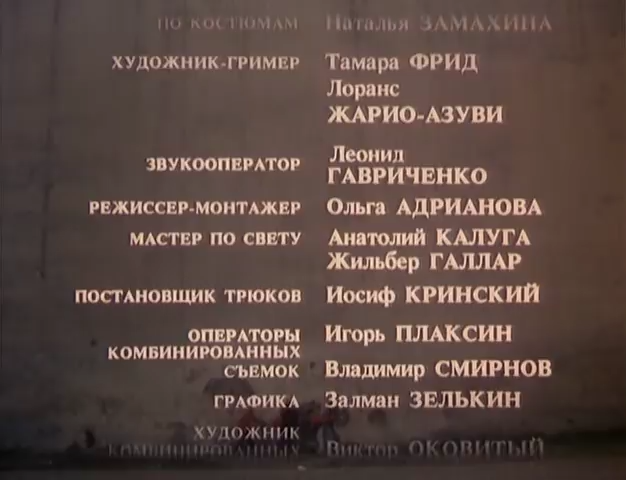 ПО КОСТЮМАМ Наталья ЗАМАХИНА
ХУДОЖНИК-ГРИМЕР Тамара ФРИД
Лоранс
ЖАРИО-АЗУВИ
ЗВУКООПЕРАТОР Леонид
ГАВРИЧЕНКО
РЕЖИССЕР-МОНТАЖЕР Ольга АДРИАНОВА
МАСТЕР ПО СВЕТУ Анатолий КАЛУГА
Жильбер ГАЛЛАР
ПОСТАНОВЩИК ТРЮКОВ Иосиф КРИНСКИЙ
ОПЕРАТОРЫ Игорь ПЛАКСИН
КОМБИНИРОВАННЫХ
СЪЕМОК Владимир СМИРНОВ
ГРАФИКА Залман ЗЕЛЬКИН
ХУДОЖНИК
КОМБИНИРОВАННЫХ Виктор ОКОВИТЫЙ